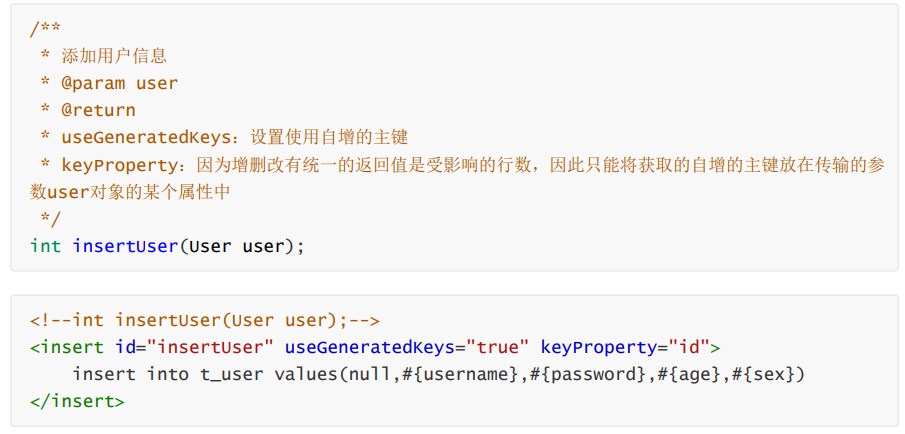 /**
 * 添加用户信息
 * @param user
 * @return
 * useGeneratedKeys：设置使用自增的主键
 * keyProperty：因为增删改有统一的返回值是受影响的行数，因此只能将获取的自增的主键放在传输的参
数user对象的某个属性中
 */
int insertUser(User user);
<!--int insertUser(User user);-->
<insert id="insertUser" useGeneratedKeys="true" keyProperty="id">
    insert into t_user values(null,#{username},#{password},#{age},#{sex})
</insert>